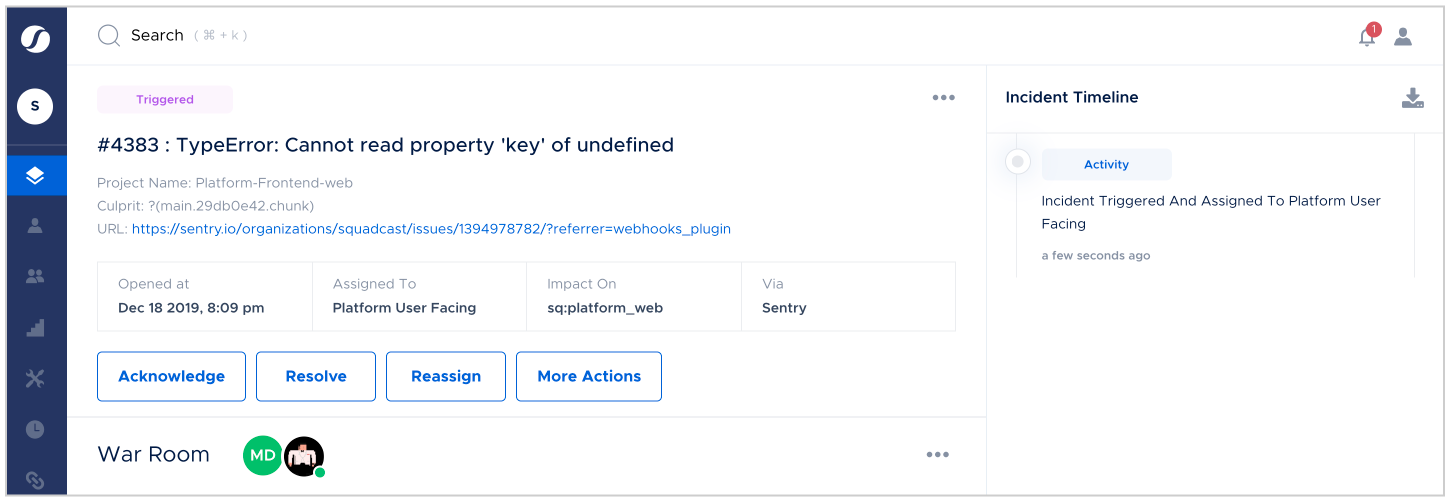 Search ( ⌘ + k )
1
S
Triggered
#4383 : TypeError: Cannot read property 'key' of undefined
Project Name: Platform-Frontend-web
Culprit: ?(main.29db0e42.chunk)
URL: https://sentry.io/organizations/squadcast/issues/1394978782/?referrer=webhooks_plugin
Opened at
Dec 18 2019, 8:09 pm
Assigned To
Platform User Facing
Impact On
sq:platform_web
Via
Sentry
Acknowledge
Resolve
Reassign
More Actions
War Room
MD
Incident Timeline
Activity
Incident Triggered And Assigned To Platform User
Facing
a few seconds ago